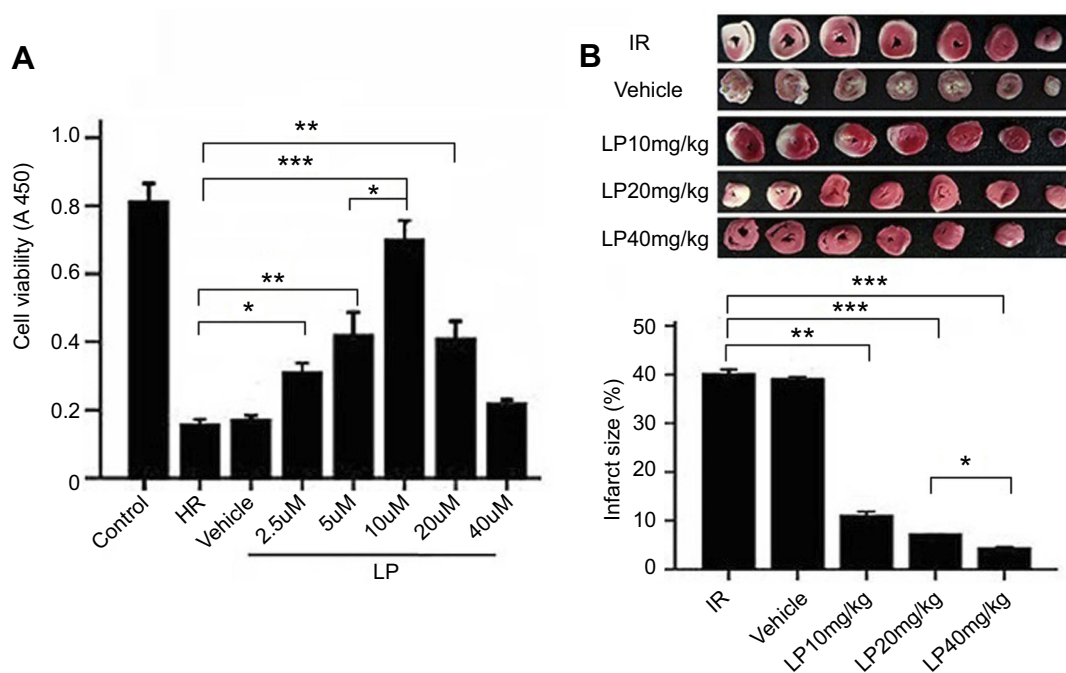 A
Cell viability (A 450)
1.0
0.8
0.6
0.4
0.2
0
**
***
*
**
*
Control
HR
Vehicle
2.5uM
5uM
10uM
20uM
40uM
LP
B
IR
Vehicle
LP10mg/kg
LP20mg/kg
LP40mg/kg
Infarct size (%)
50
40
30
20
10
0
***
***
**
*
IR
Vehicle
LP10mg/kg
LP20mg/kg
LP40mg/kg